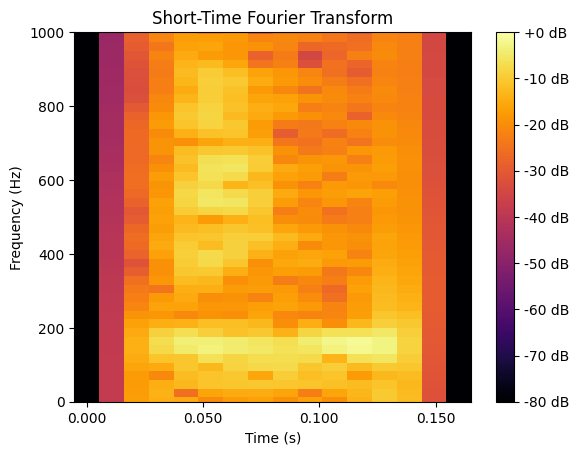 Short-Time Fourier Transform
1000
800
600
400
200
0
Frequency (Hz)
0.000
0.050
0.100
0.150
Time (s)
+0 dB
-10 dB
-20 dB
-30 dB
-40 dB
-50 dB
-60 dB
-70 dB
-80 dB